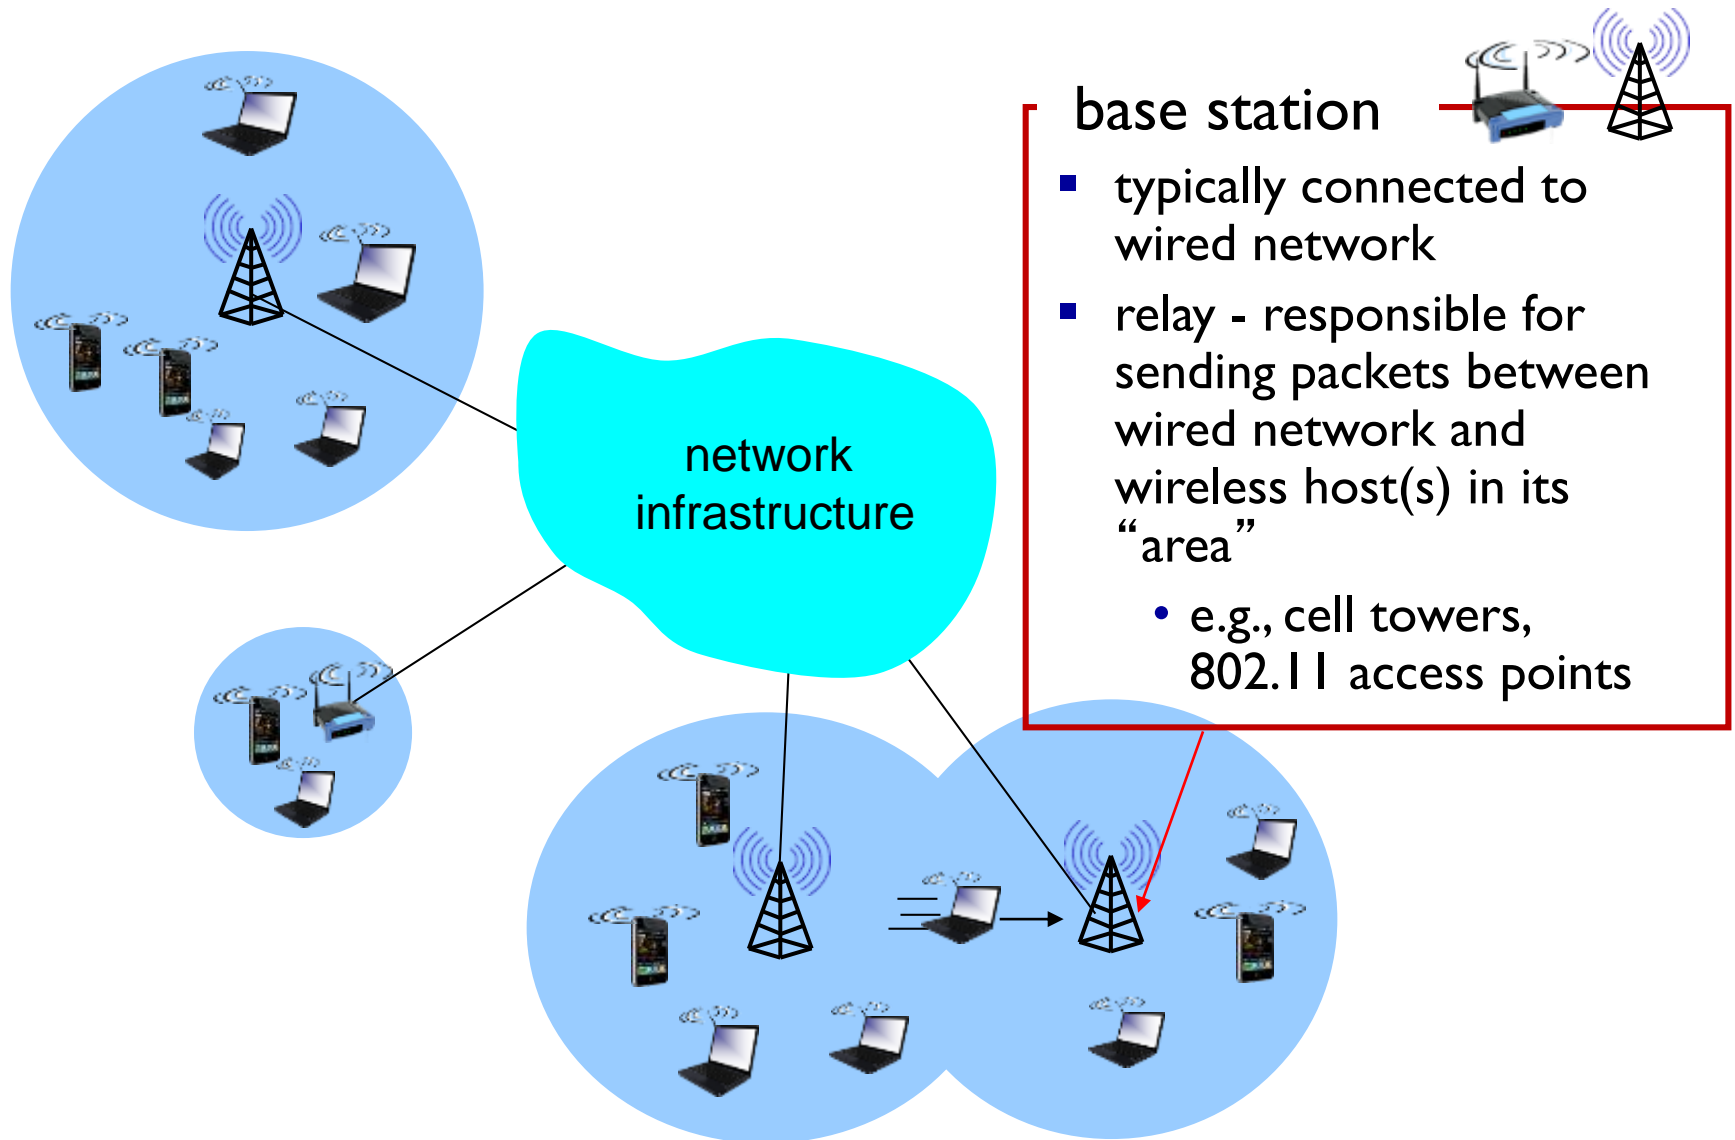 base station
typically connected to
wired network
relay - responsible for
sending packets between
wired network and
wireless host(s) in its
“area”
e.g., cell towers,
802.11 access points
network
infrastructure